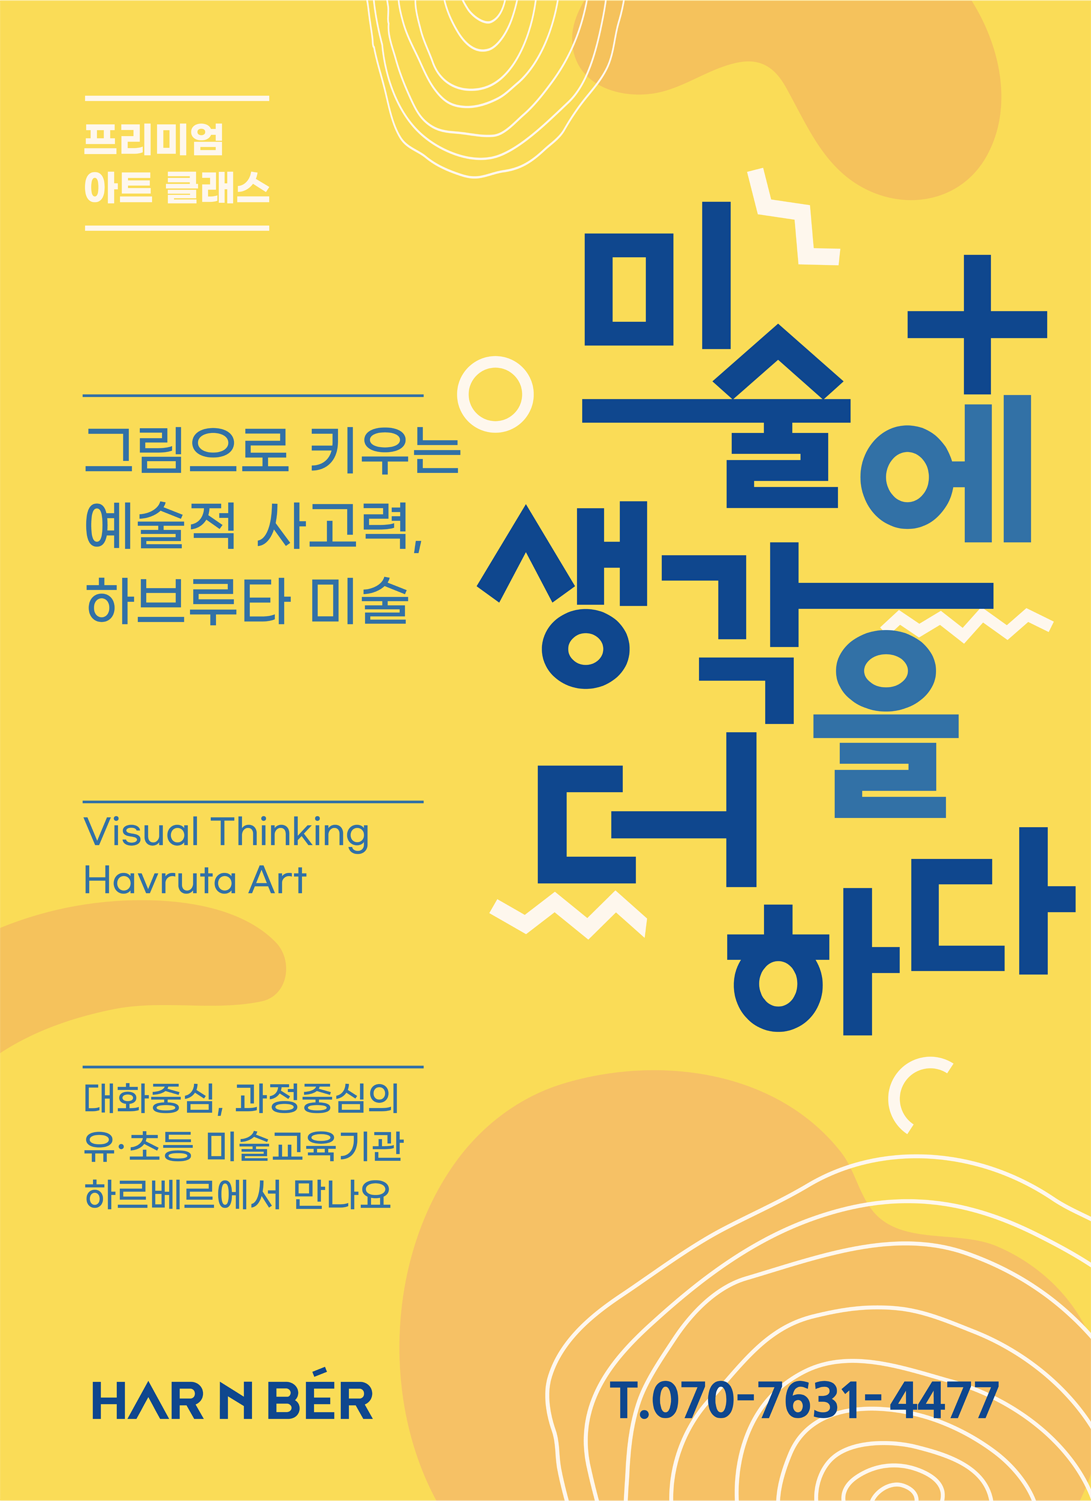 프리미엄
아트 클래스
미술에
생각을
더하다
+
그림으로 키우는
예술적 사고력,
하브루타 미술
Visual Thinking
Havruta Art
대화중심, 과정중심의
유·초등 미술교육기관
하르베르에서 만나요
HAR N BÉR
T.070-7631-4477